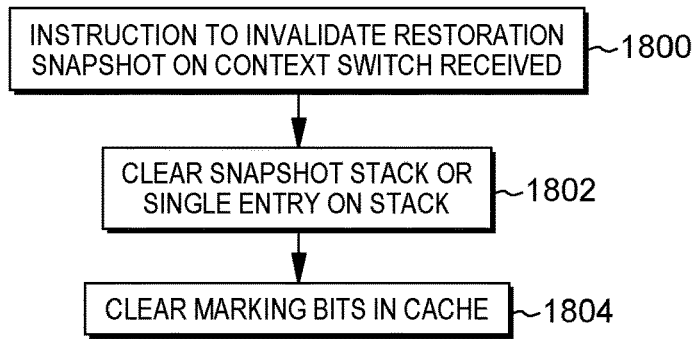 INSTRUCTION TO INVALIDATE RESTORATION
SNAPSHOT ON CONTEXT SWITCH RECEIVED
1800
CLEAR SNAPSHOT STACK OR
SINGLE ENTRY ON STACK
1802
CLEAR MARKING BITS IN CACHE
1804